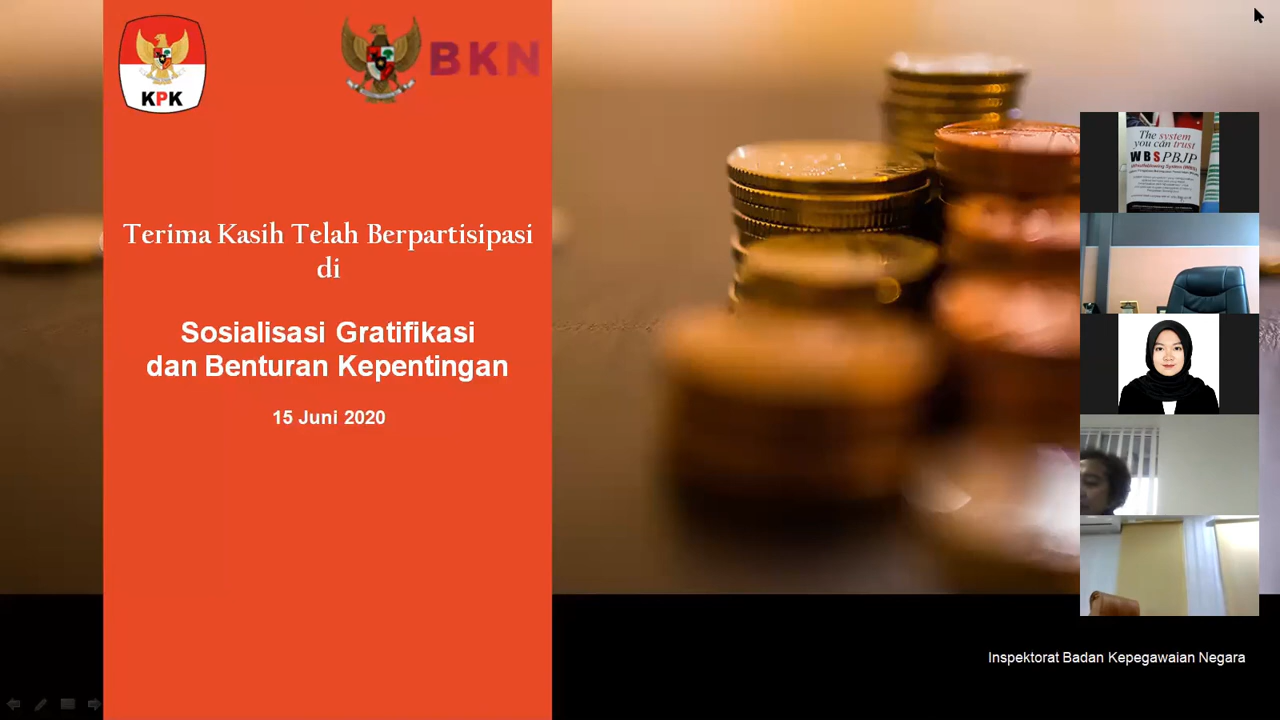 KPK
BKN
Terima Kasih Telah Berpartisipasi
di
Sosialisasi Gratifikasi
dan Benturan Kepentingan
15 Juni 2020
The system
you can trust
WBSPBJP
Inspektorat Badan Kepegawaian Negara